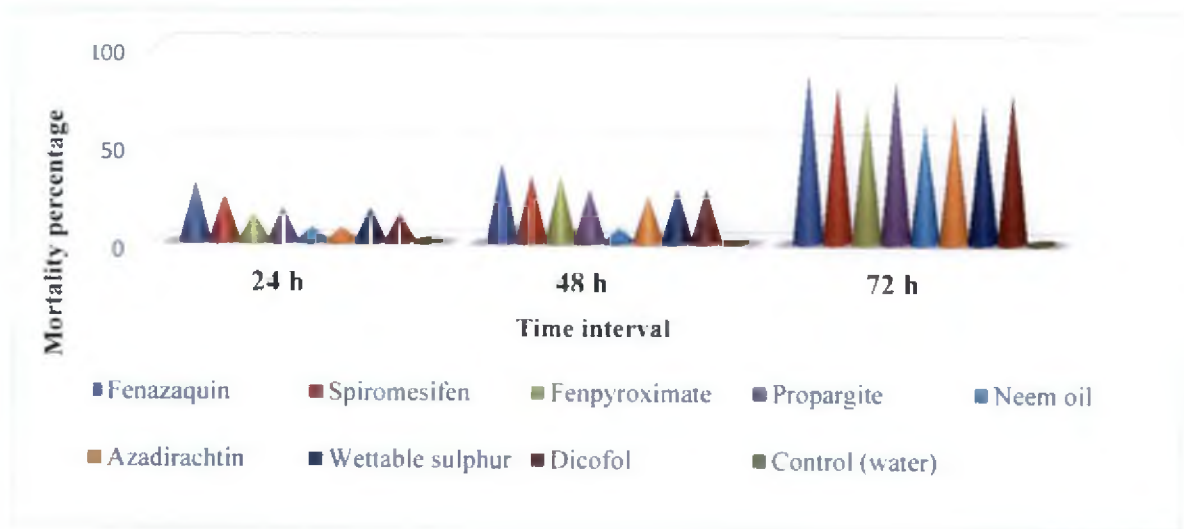 100
50
0
Mortality percentage
24 h 48 h 72 h
Time interval
Fenazaquin Spiromesifen Fenpyroximate Propargite Neem oil
Azadirachtin Wettable sulphur Dicofol Control (water)